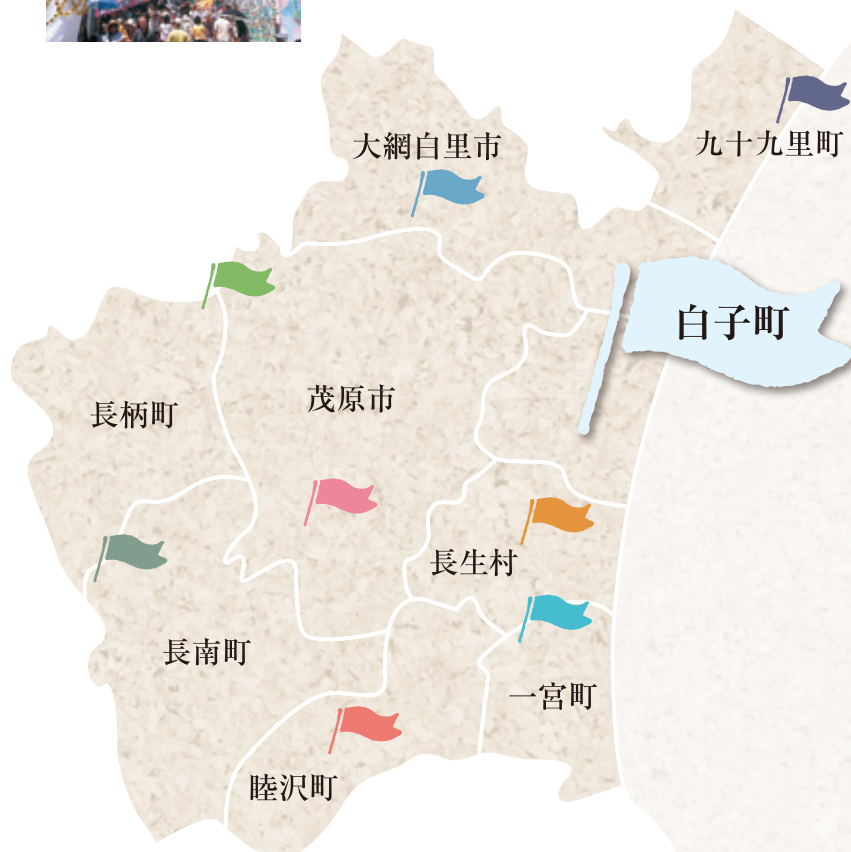 九十九里町
大網白里市
白子町
茂原市
長柄町
長生村
長南町
一宮町
睦沢町